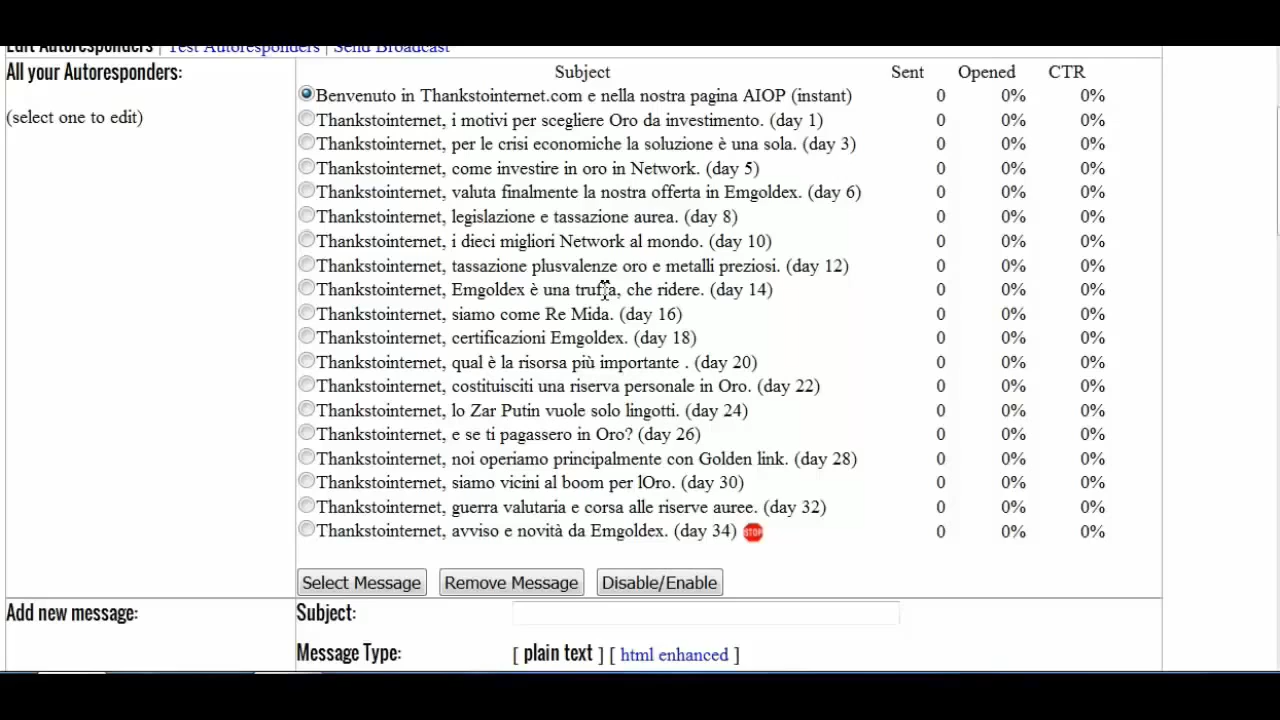 Edit Autoresponders | Test Autoresponders | Send Broadcast
All your Autoresponders:
(select one to edit)
Subject Sent Opened CTR
Benvenuto in Thankstointernet.com e nella nostra pagina AIOP (instant) 0 0% 0%
Thankstointernet, i motivi per scegliere Oro da investimento. (day 1) 0 0% 0%
Thankstointernet, per le crisi economiche la soluzione è una sola. (day 3) 0 0% 0%
Thankstointernet, come investire in oro in Network. (day 5) 0 0% 0%
Thankstointernet, valuta finalmente la nostra offerta in Emgoldex. (day 6) 0 0% 0%
Thankstointernet, legislazione e tassazione aurea. (day 8) 0 0% 0%
Thankstointernet, i dieci migliori Network al mondo. (day 10) 0 0% 0%
Thankstointernet, tassazione plusvalenze oro e metalli preziosi. (day 12) 0 0% 0%
Thankstointernet, Emgoldex è una truffa, che ridere. (day 14) 0 0% 0%
Thankstointernet, siamo come Re Mida. (day 16) 0 0% 0%
Thankstointernet, certificazioni Emgoldex. (day 18) 0 0% 0%
Thankstointernet, qual è la risorsa più importante . (day 20) 0 0% 0%
Thankstointernet, costituisciti una riserva personale in Oro. (day 22) 0 0% 0%
Thankstointernet, lo Zar Putin vuole solo lingotti. (day 24) 0 0% 0%
Thankstointernet, e se ti pagassero in Oro? (day 26) 0 0% 0%
Thankstointernet, noi operiamo principalmente con Golden link. (day 28) 0 0% 0%
Thankstointernet, siamo vicini al boom per lOro. (day 30) 0 0% 0%
Thankstointernet, guerra valutaria e corsa alle riserve auree. (day 32) 0 0% 0%
Thankstointernet, avviso e novità da Emgoldex. (day 34) STOP 0 0% 0%
Select Message Remove Message Disable/Enable
Add new message:
Subject:
Message Type: [ plain text ] [ html enhanced ]